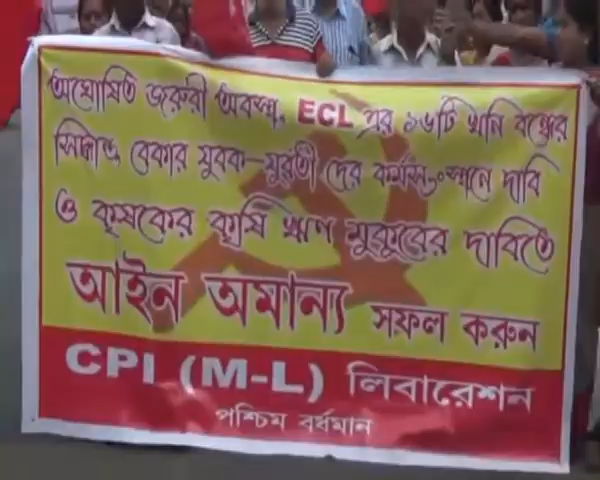 অঘোষিত জরুরী অবস্থা, ECL এর ১৬টি খনি বন্ধের
সিদ্ধান্ত, বেকার যুবক-যুবতী দের কর্মসংস্থানে দাবি
ও কৃষকের কৃষি ঋণ মুকুবের দাবিতে
আইন অমান্য সফল করুন
CPI (M-L) লিবারেশন
পশ্চিম বর্ধমান